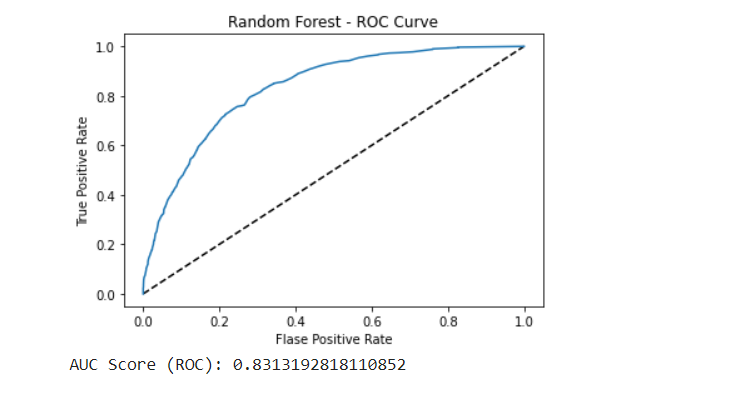 Random Forest - ROC Curve
1.0
0.8
0.6
0.4
0.2
0.0
True Positive Rate
0.0 0.2 0.4 0.6 0.8 1.0
Flase Positive Rate
AUC Score (ROC): 0.8313192818110852